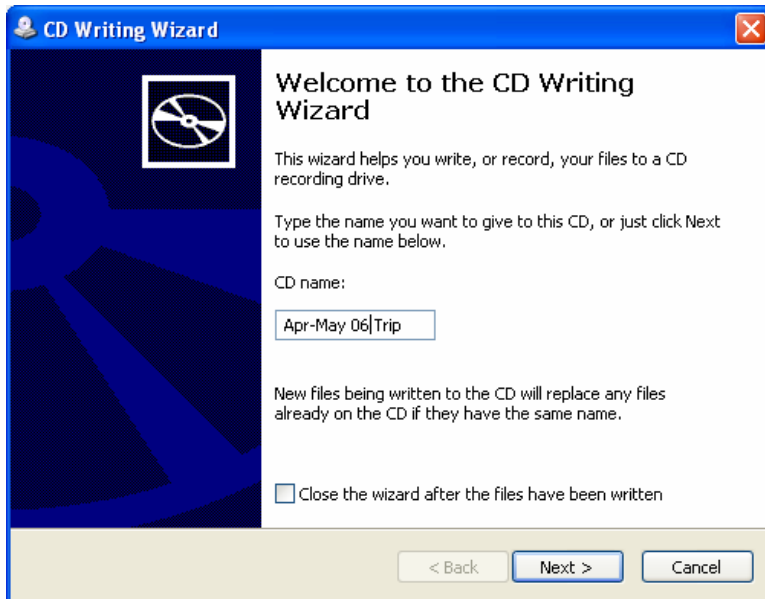 CD Writing Wizard
Welcome to the CD Writing
Wizard
This wizard helps you write, or record, your files to a CD
recording drive.
Type the name you want to give to this CD, or just click Next
to use the name below.
CD name:
Apr-May 06 Trip
New files being written to the CD will replace any files
already on the CD if they have the same name.
Close the wizard after the files have been written
< Back Next > Cancel